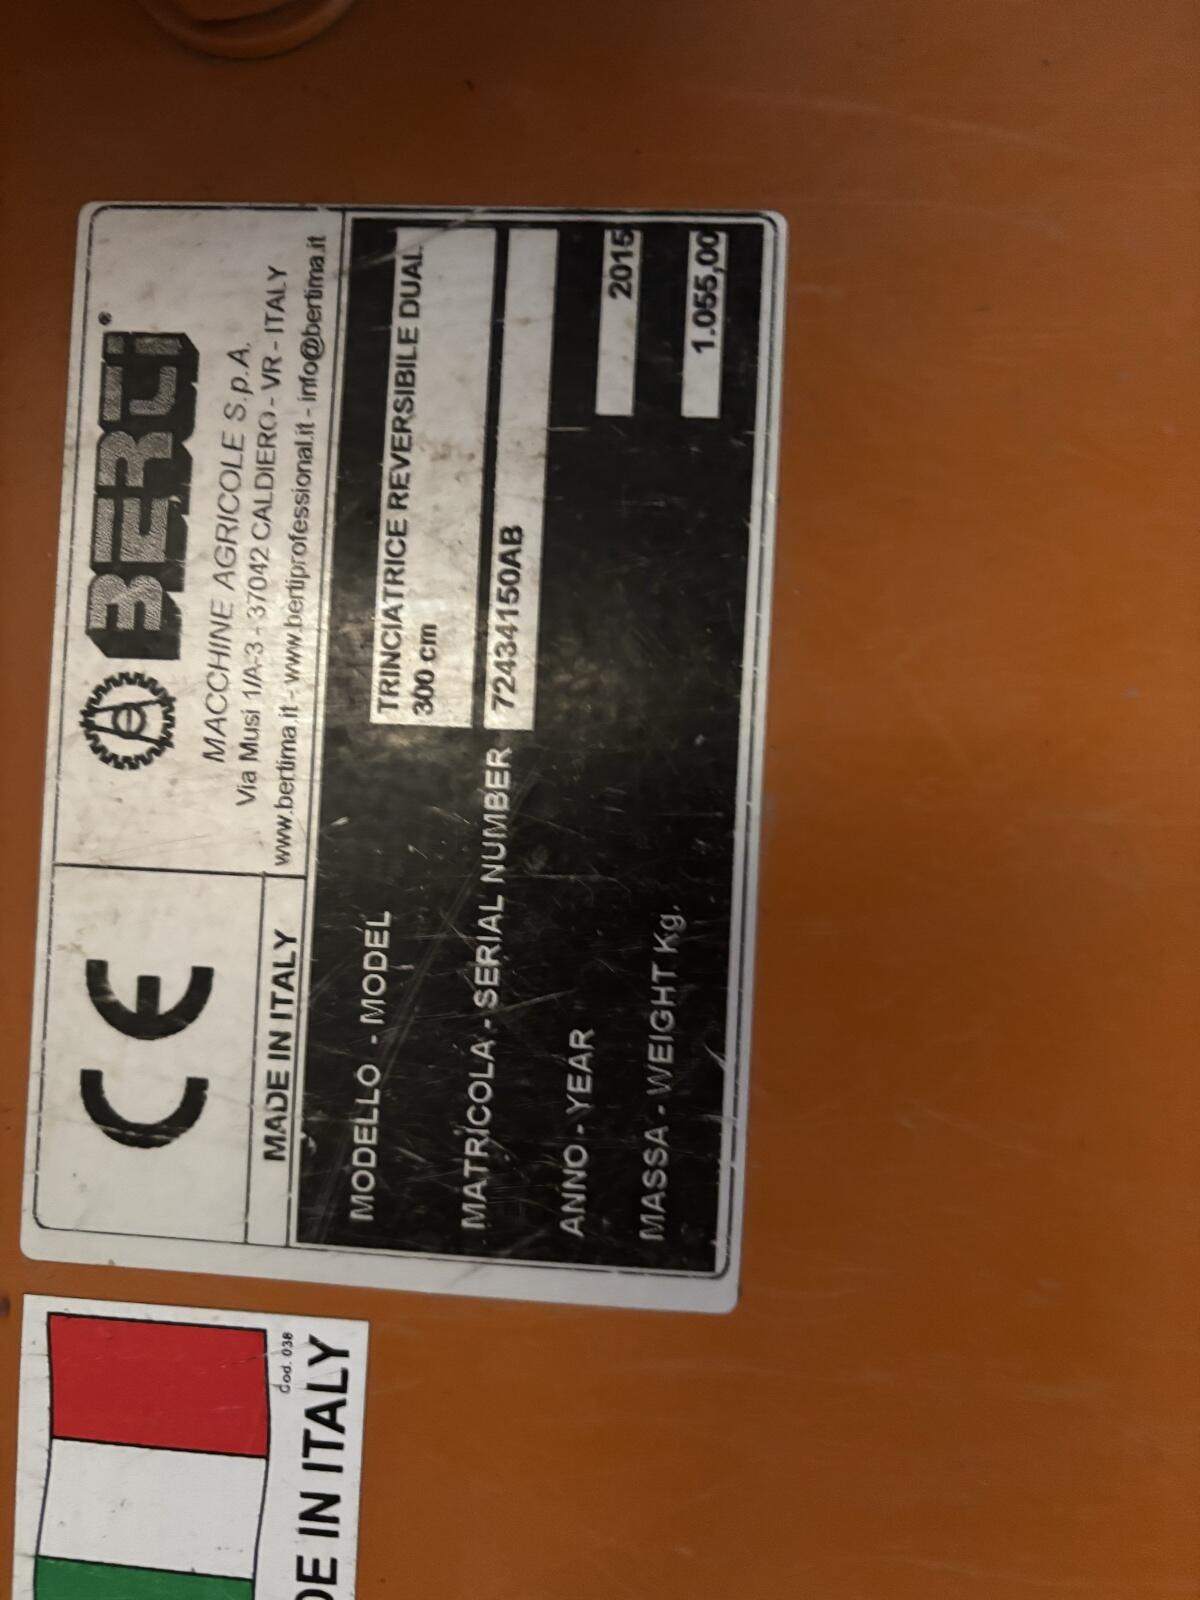 BERTI®
MACCHINE AGRICOLE S.p.A.
Via Musi 1/A-3 - 37042 CALDIERO - VR - ITALY
www.bertima.it - www.bertiprofessional.it - info@bertima.it
CE
MADE IN ITALY
MODELLO - MODEL
TRINCIATRICE REVERSIBILE DUAL
300 cm
MATRICOLA - SERIAL NUMBER 72434150AB
ANNO - YEAR 2015
MASSA - WEIGHT Kg. 1.055,00
Cod. 038
DE IN ITALY